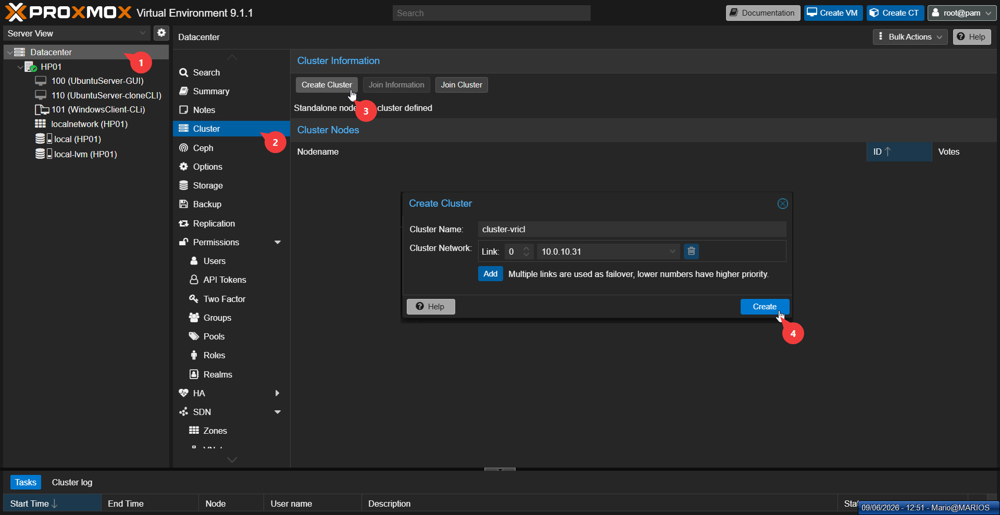 PROXMOX Virtual Environment 9.1.1
Search
Documentation
Create VM
Create CT
root@pam
Server View
Datacenter
Bulk Actions
Help
Datacenter
1
HP01
100 (UbuntuServer-GUI)
110 (UbuntuServer-cloneCLI)
101 (WindowsClient-CLi)
localnetwork (HP01)
local (HP01)
local-lvm (HP01)
Search
Summary
Notes
Cluster
2
Ceph
Options
Storage
Backup
Replication
Permissions
Users
API Tokens
Two Factor
Groups
Pools
Roles
Realms
HA
SDN
Zones
Cluster Information
Create Cluster
Join Information
Join Cluster
3
Standalone node cluster defined
Cluster Nodes
Nodename
ID
Votes
Create Cluster
Cluster Name:
cluster-vricl
Cluster Network:
Link:
0
10.0.10.31
Add
Multiple links are used as failover, lower numbers have higher priority.
Help
Create
4
Tasks
Cluster log
Start Time
End Time
Node
User name
Description
09/06/2026 - 12:51 - Mario@MARIOS